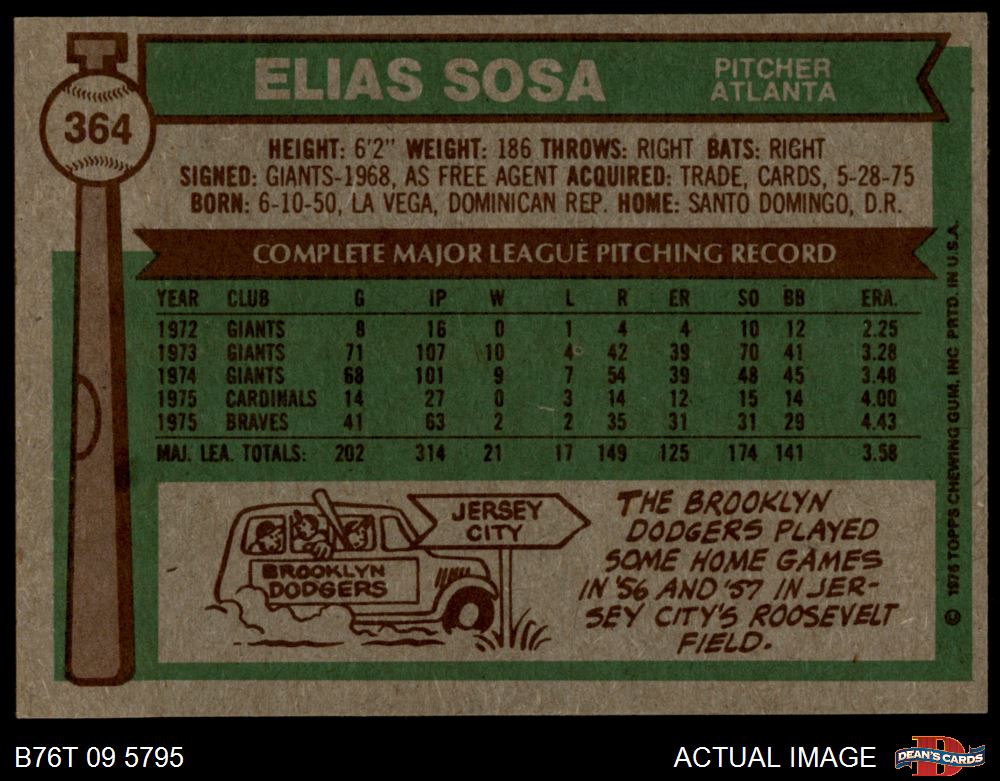 ELIAS SOSA
PITCHER
ATLANTA
364
HEIGHT: 6'2" WEIGHT: 186 THROWS: RIGHT BATS: RIGHT
SIGNED: GIANTS-1968, AS FREE AGENT ACQUIRED: TRADE, CARDS, 5-28-75
BORN: 6-10-50, LA VEGA, DOMINICAN REP. HOME: SANTO DOMINGO, D.R.
COMPLETE MAJOR LEAGUE PITCHING RECORD
YEAR CLUB G IP W L R ER SO BB ERA.
1972 GIANTS 8 16 0 1 4 4 10 12 2.25
1973 GIANTS 71 107 10 4 42 39 70 41 3.28
1974 GIANTS 68 101 9 7 54 39 48 45 3.48
1975 CARDINALS 14 27 0 3 14 12 15 14 4.00
1975 BRAVES 41 63 2 2 35 31 31 29 4.43
MAJ. LEA. TOTALS: 202 314 21 17 149 125 174 141 3.58
JERSEY
CITY
BROOKLYN
DODGERS
THE BROOKLYN
DODGERS PLAYED
SOME HOME GAMES
IN '56 AND '57 IN JER-
SEY CITY'S ROOSEVELT
FIELD.
© 1976 TOPPS CHEWING GUM, INC PRTD. IN U.S.A.
B76T 09 5795
ACTUAL IMAGE
D
DEAN'S CARDS